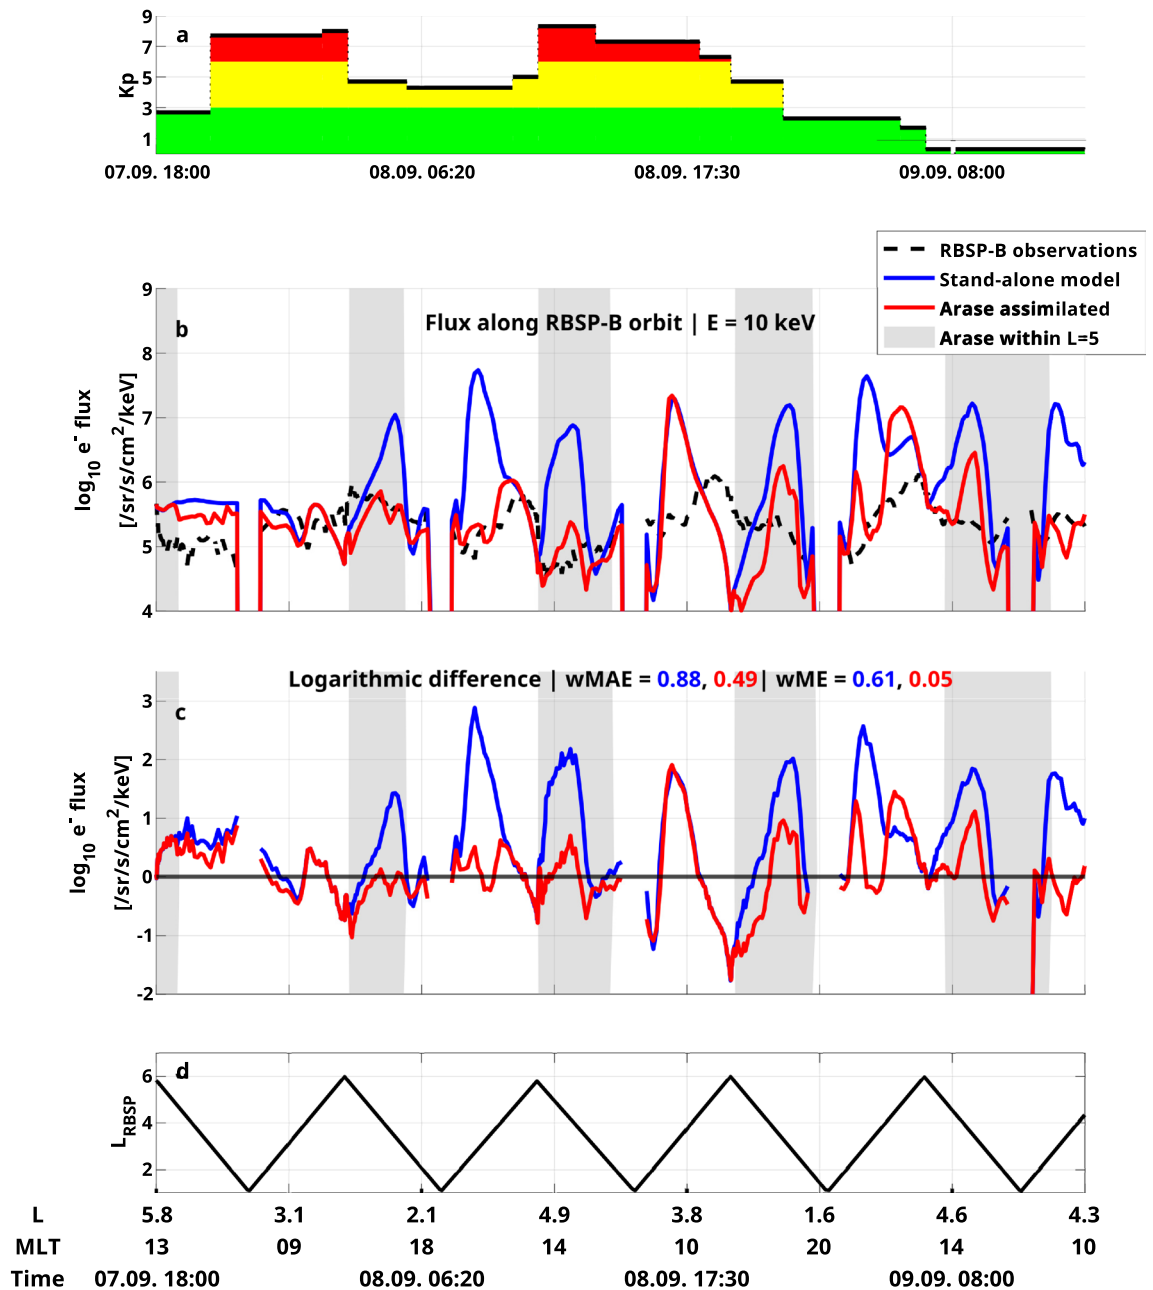 9
7
5
3
1
Kp
a
07.09. 18:00 08.09. 06:20 08.09. 17:30 09.09. 08:00
RBSP-B observations
Stand-alone model
Arase assimilated
Arase within L=5
9
8
7
6
5
4
log10 e- flux
[/sr/s/cm2/keV]
b
Flux along RBSP-B orbit | E = 10 keV
Logarithmic difference | wMAE = 0.88, 0.49| wME = 0.61, 0.05
3
2
1
0
-1
-2
log10 e- flux
[/sr/s/cm2/keV]
c
d
6
4
2
LRBSP
L 5.8 3.1 2.1 4.9 3.8 1.6 4.6 4.3
MLT 13 09 18 14 10 20 14 10
Time 07.09. 18:00 08.09. 06:20 08.09. 17:30 09.09. 08:00